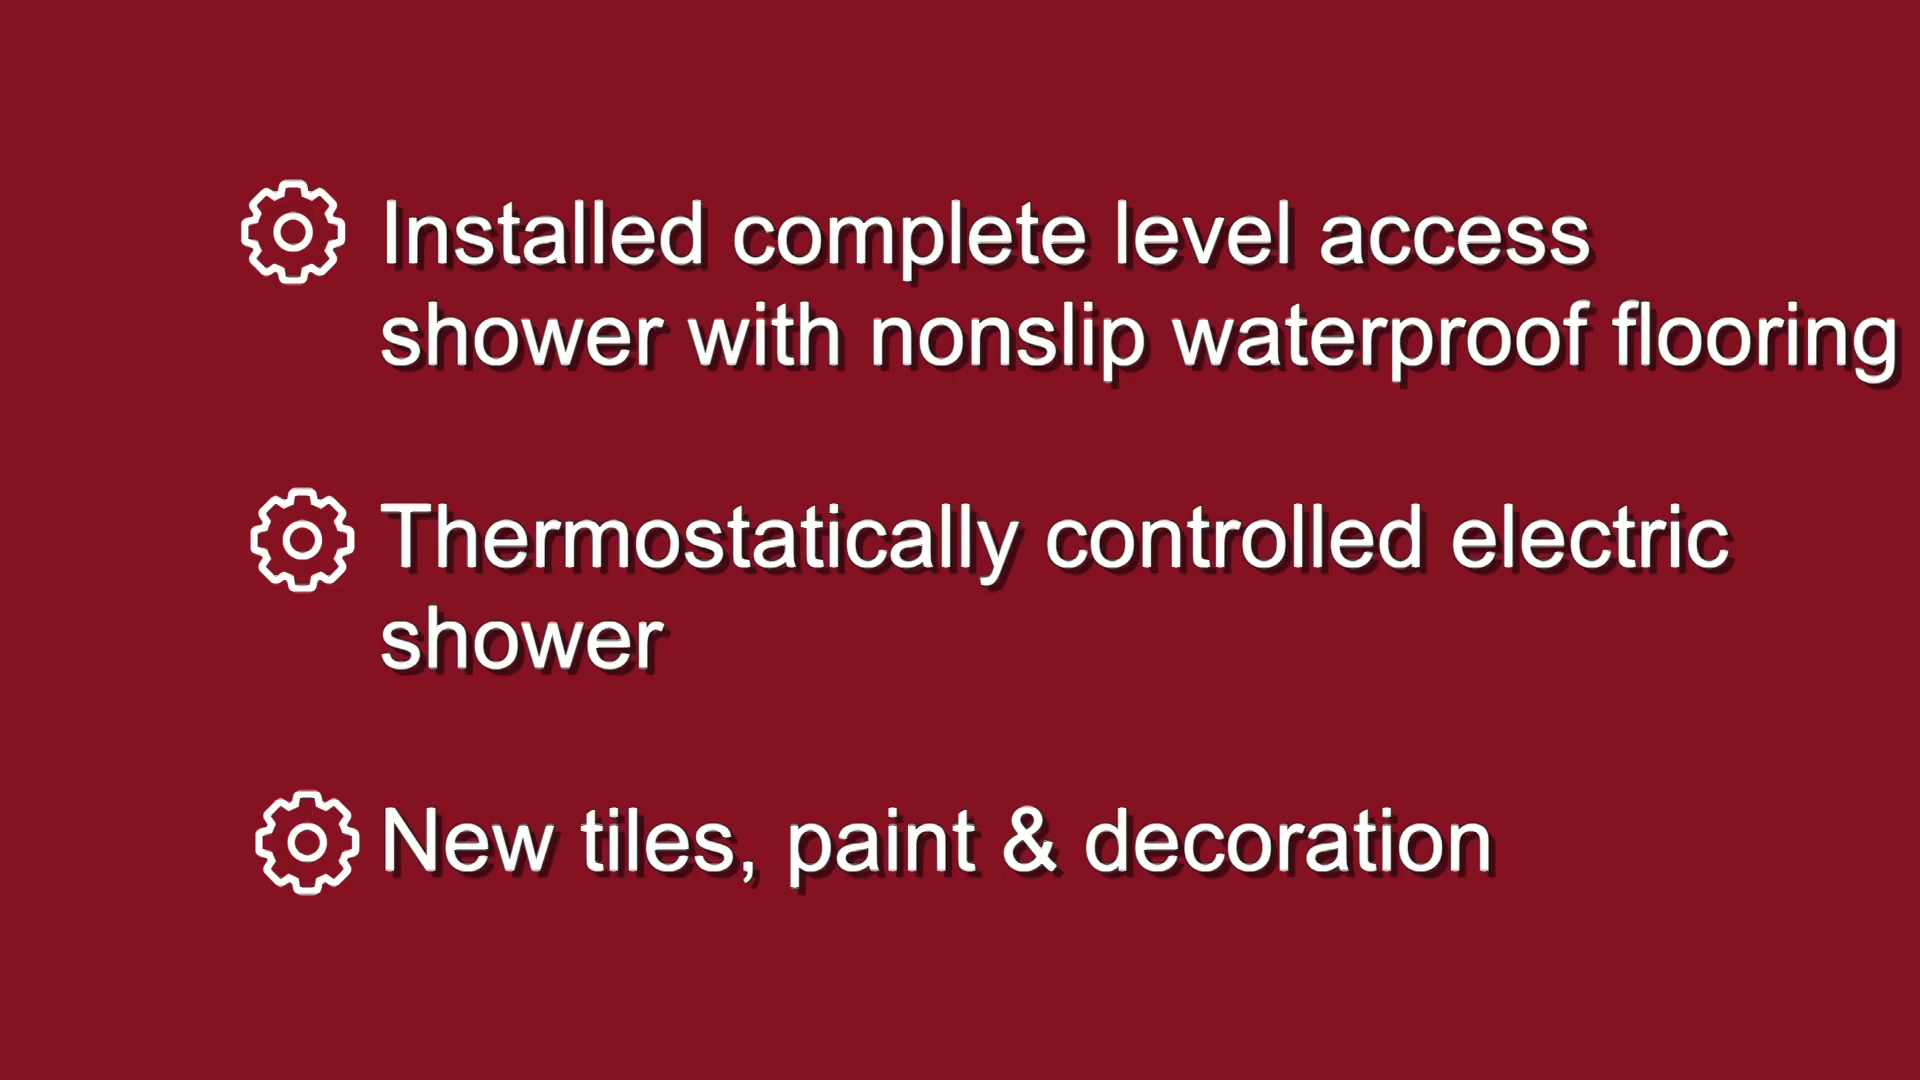 Installed complete level access
shower with nonslip waterproof flooring
Thermostatically controlled electric
shower
New tiles, paint & decoration